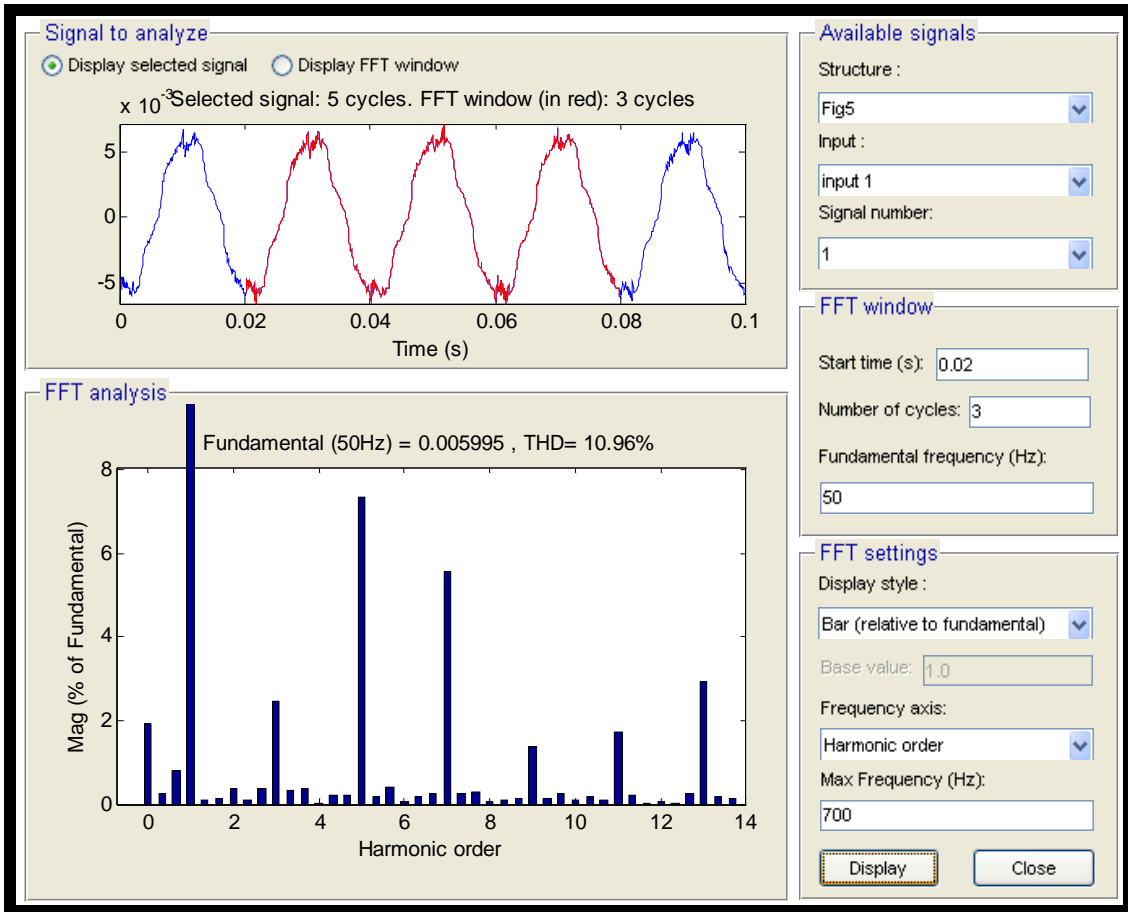 Signal to analyze
Display selected signal
Display FFT window
x 10-3
Selected signal: 5 cycles. FFT window (in red): 3 cycles
5
0
-5
0 0.02 0.04 0.06 0.08 0.1
Time (s)
FFT analysis
Fundamental (50Hz) = 0.005995 , THD= 10.96%
Mag (% of Fundamental)
8
6
4
2
0
0 2 4 6 8 10 12 14
Harmonic order
Available signals
Structure :
Fig5
Input :
input 1
Signal number:
1
FFT window
Start time (s): 0.02
Number of cycles: 3
Fundamental frequency (Hz):
50
FFT settings
Display style :
Bar (relative to fundamental)
Base value: 1.0
Frequency axis:
Harmonic order
Max Frequency (Hz):
700
Display Close